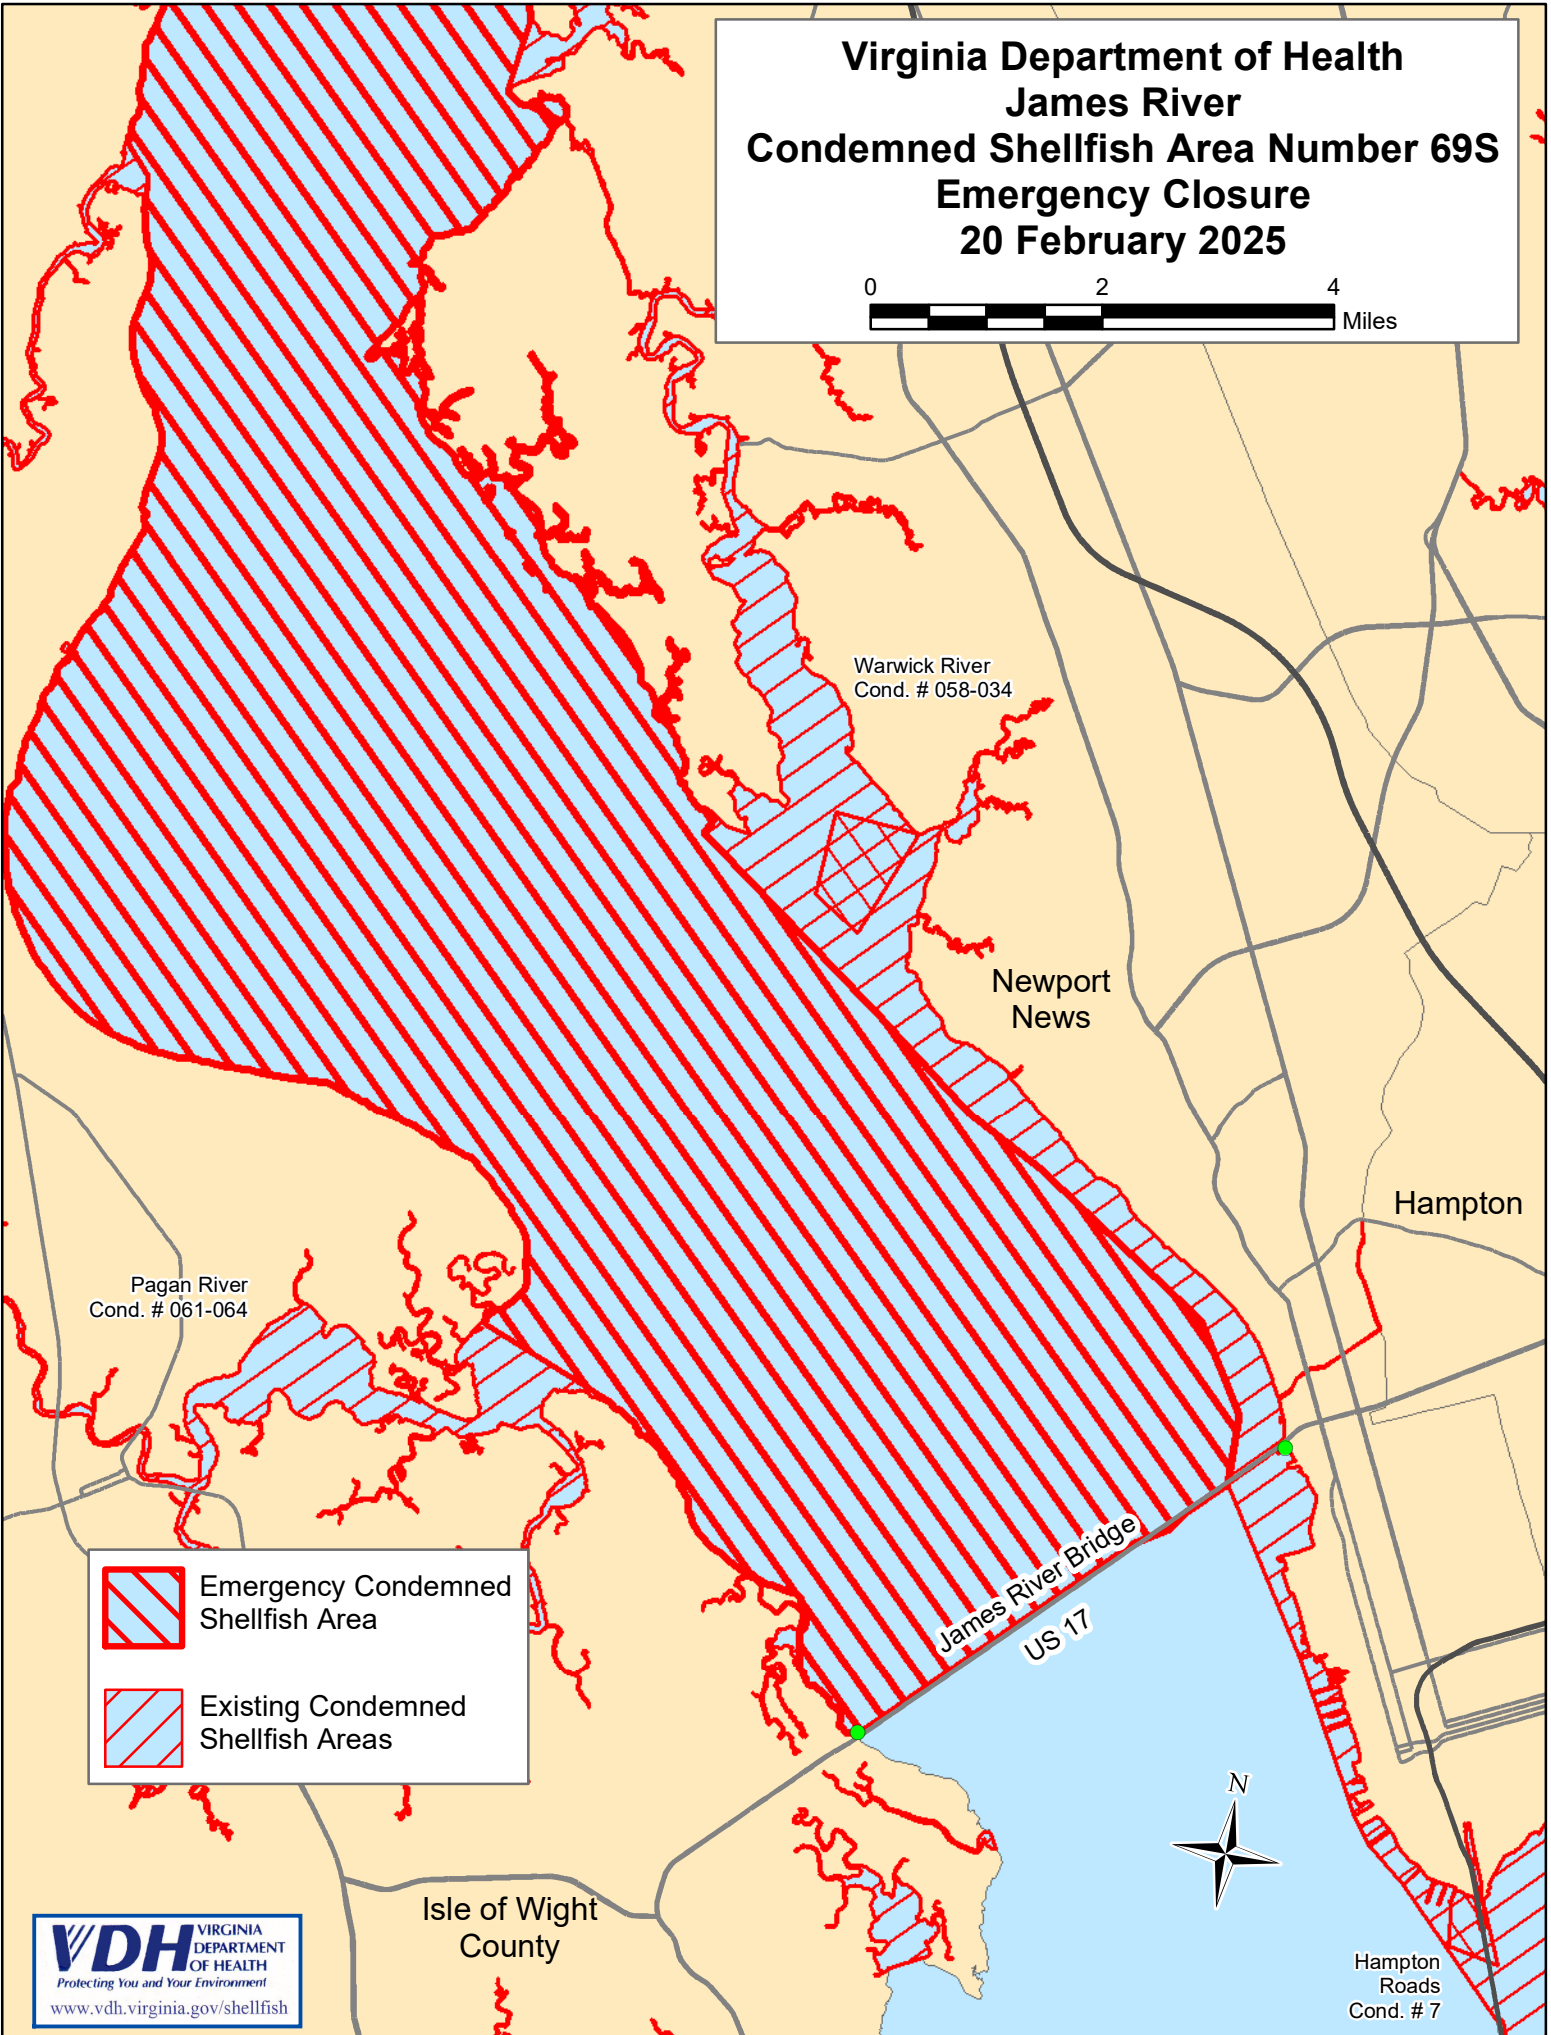 Virginia Department of Health
James River
Condemned Shellfish Area Number 69S
Emergency Closure
20 February 2025
0 2 4
Miles
Warwick River
Cond. # 058-034
Newport
News
Hampton
Pagan River
Cond. # 061-064
James River Bridge
US 17
Emergency Condemned
Shellfish Area
Existing Condemned
Shellfish Areas
N
Isle of Wight
County
Hampton
Roads
Cond. # 7
VDH VIRGINIA
DEPARTMENT
OF HEALTH
Protecting You and Your Environment
www.vdh.virginia.gov/shellfish